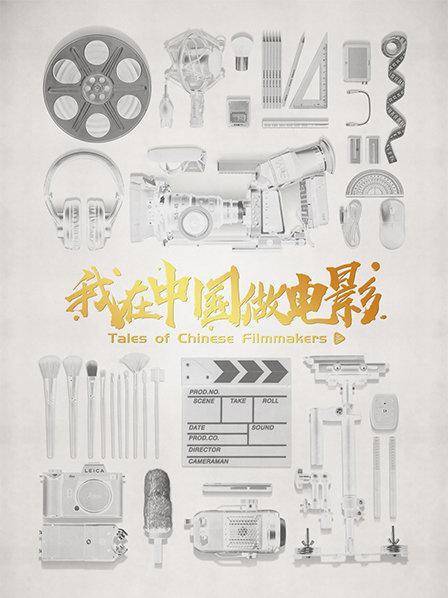 我在中国做电影
Tales of Chinese Filmmakers
PROD.NO.
SCENE TAKE ROLL
DATE SOUND
PROD.CO.
DIRECTOR
CAMERAMAN
LEICA